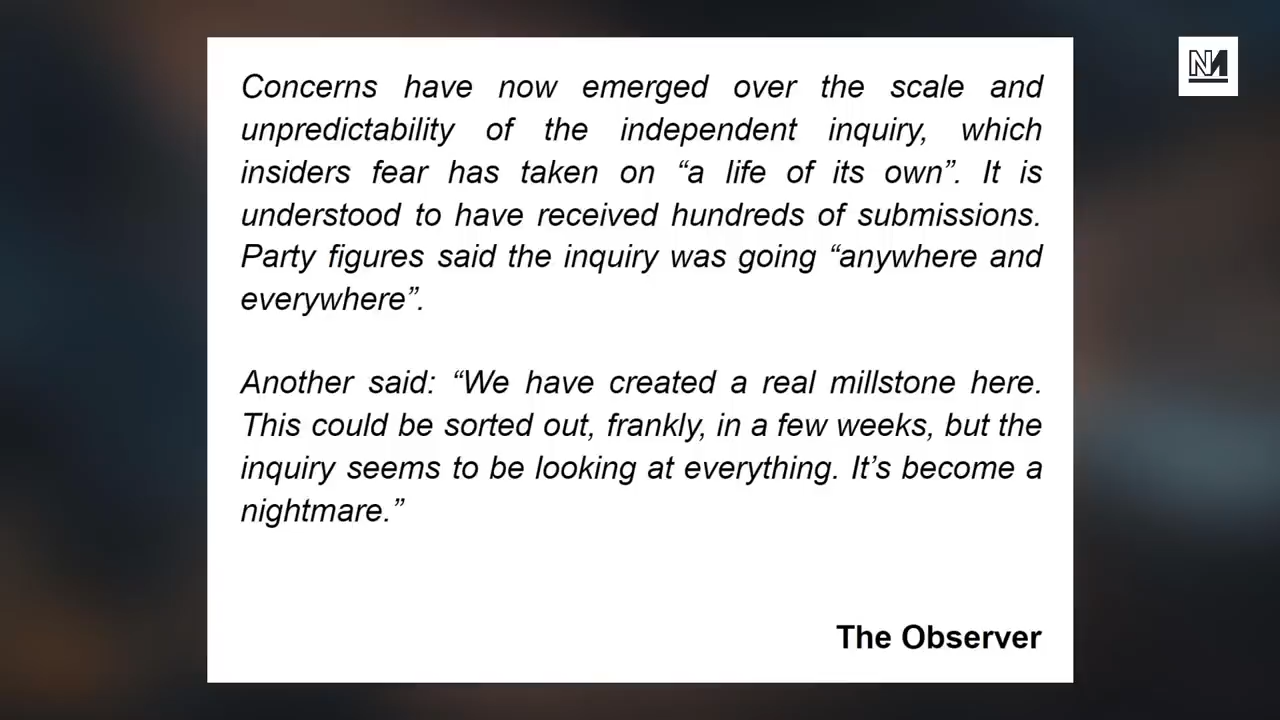 Concerns have now emerged over the scale and
unpredictability of the independent inquiry, which
insiders fear has taken on “a life of its own”. It is
understood to have received hundreds of submissions.
Party figures said the inquiry was going “anywhere and
everywhere”.
Another said: “We have created a real millstone here.
This could be sorted out, frankly, in a few weeks, but the
inquiry seems to be looking at everything. It’s become a
nightmare.”
The Observer
NM